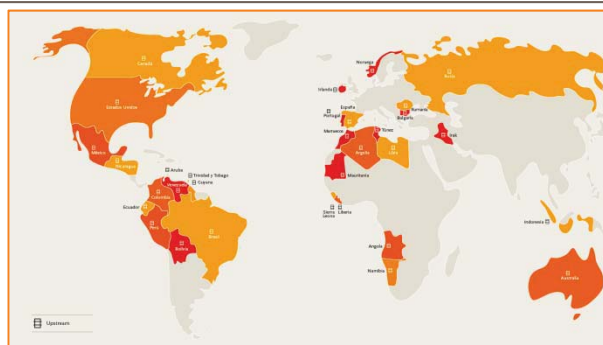 Canadá
Estados Unidos
México
Nicaragua
Aruba
Trinidad y Tobago
Venezuela
Guyana
Colombia
Ecuador
Perú
Brasil
Bolivia
Noruega
Irlanda
Rusia
España
Portugal
Rumanía
Bulgaria
Marruecos
Túnez
Irak
Argelia
Libia
Mauritania
Sierra
Leona
Liberia
Indonesia
Angola
Namibia
Australia
Upstream